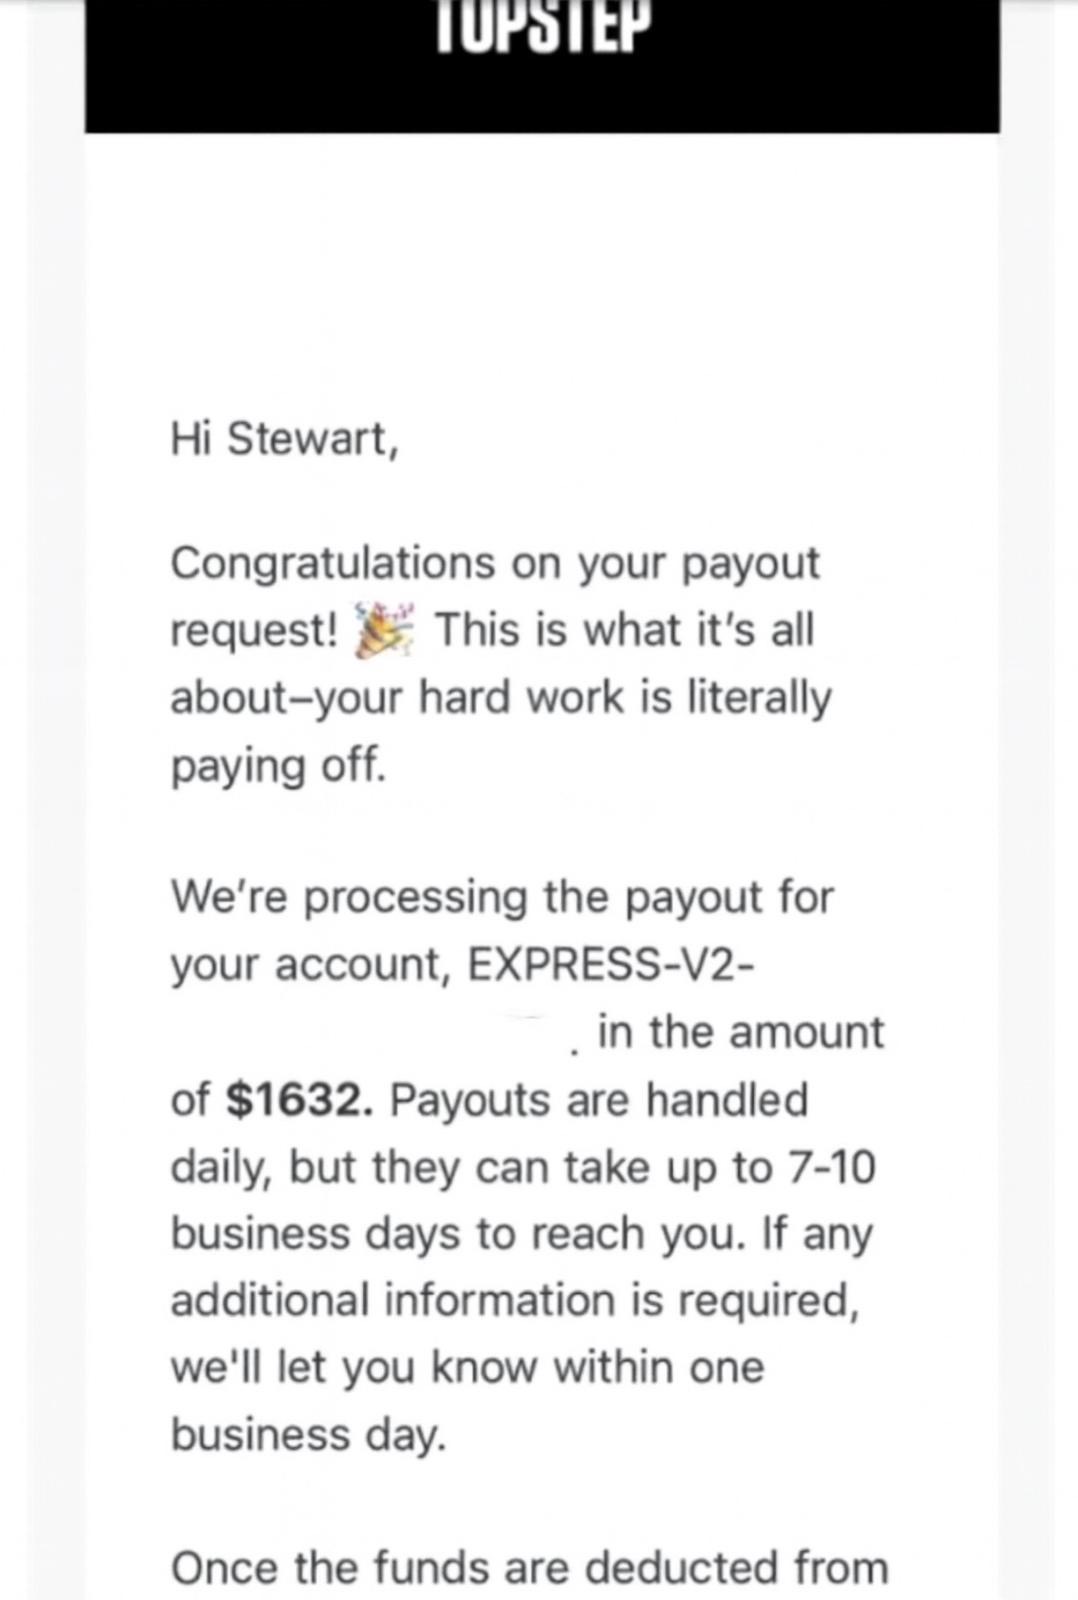 TOPSTEP
Hi Stewart,
Congratulations on your payout
request! 🎉 This is what it's all
about–your hard work is literally
paying off.
We're processing the payout for
your account, EXPRESS-V2-
. in the amount
of $1632. Payouts are handled
daily, but they can take up to 7-10
business days to reach you. If any
additional information is required,
we'll let you know within one
business day.
Once the funds are deducted from